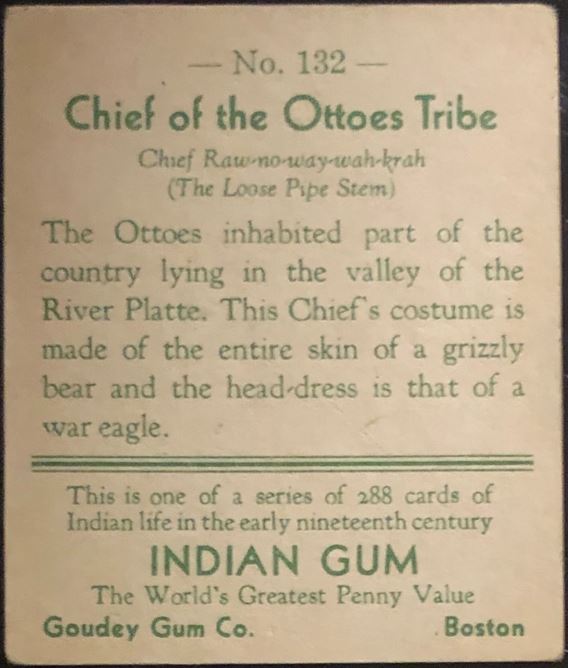 — No. 132 —
Chief of the Ottoes Tribe
Chief Raw-no-way-wah-krah
(The Loose Pipe Stem)
The Ottoes inhabited part of the
country lying in the valley of the
River Platte. This Chief's costume is
made of the entire skin of a grizzly
bear and the head-dress is that of a
war eagle.
This is one of a series of 288 cards of
Indian life in the early nineteenth century
INDIAN GUM
The World's Greatest Penny Value
Goudey Gum Co. Boston